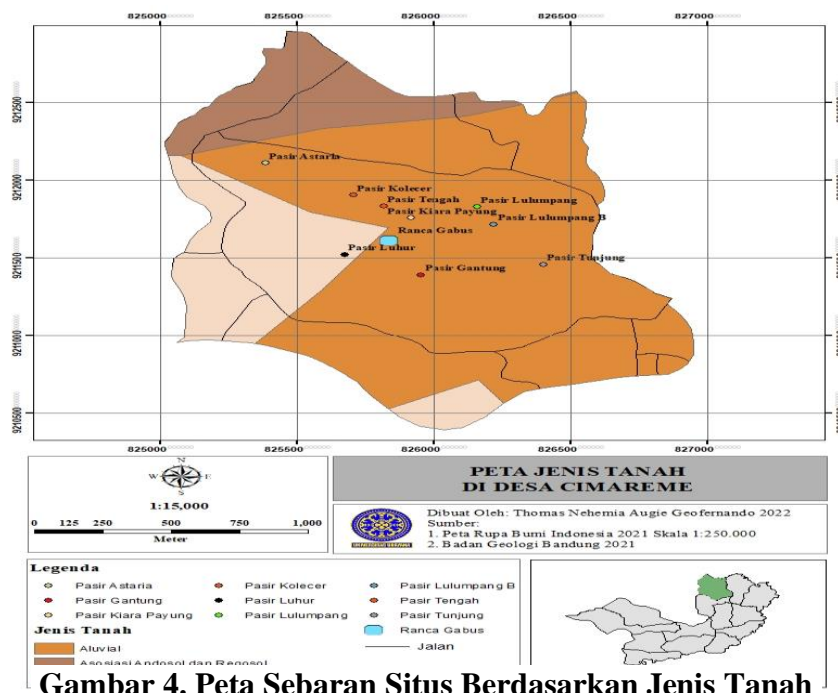 825000 825500 826000 826500 827000
9212500
9212000
9211500
9211000
9210500
Pasir Astaria
Pasir Kolecer
Pasir Tengah
Pasir Lulumpang
Pasir Kiara Payung
Pasir Lulumpang B
Ranca Gabus
Pasir Luhur
Pasir Tunjung
Pasir Gantung
825000 825500 826000 826500 827000
N
W E
S
1:15,000
0 125 250 500 750 1,000
Meter
PETA JENIS TANAH
DI DESA CIMAREME
Dibuat Oleh: Thomas Nehemia Augie Geofernando 2022
Sumber:
1. Peta Rupa Bumi Indonesia 2021 Skala 1:250.000
2. Badan Geologi Bandung 2021
Legenda
Pasir Astaria Pasir Kolecer Pasir Lulumpang B
Pasir Gantung Pasir Luhur Pasir Tengah
Pasir Kiara Payung Pasir Lulumpang Pasir Tunjung
Jenis Tanah Ranca Gabus
Aluvial Jalan
Asosiasi Andosol dan Regosol
Gambar 4. Peta Sebaran Situs Berdasarkan Jenis Tanah